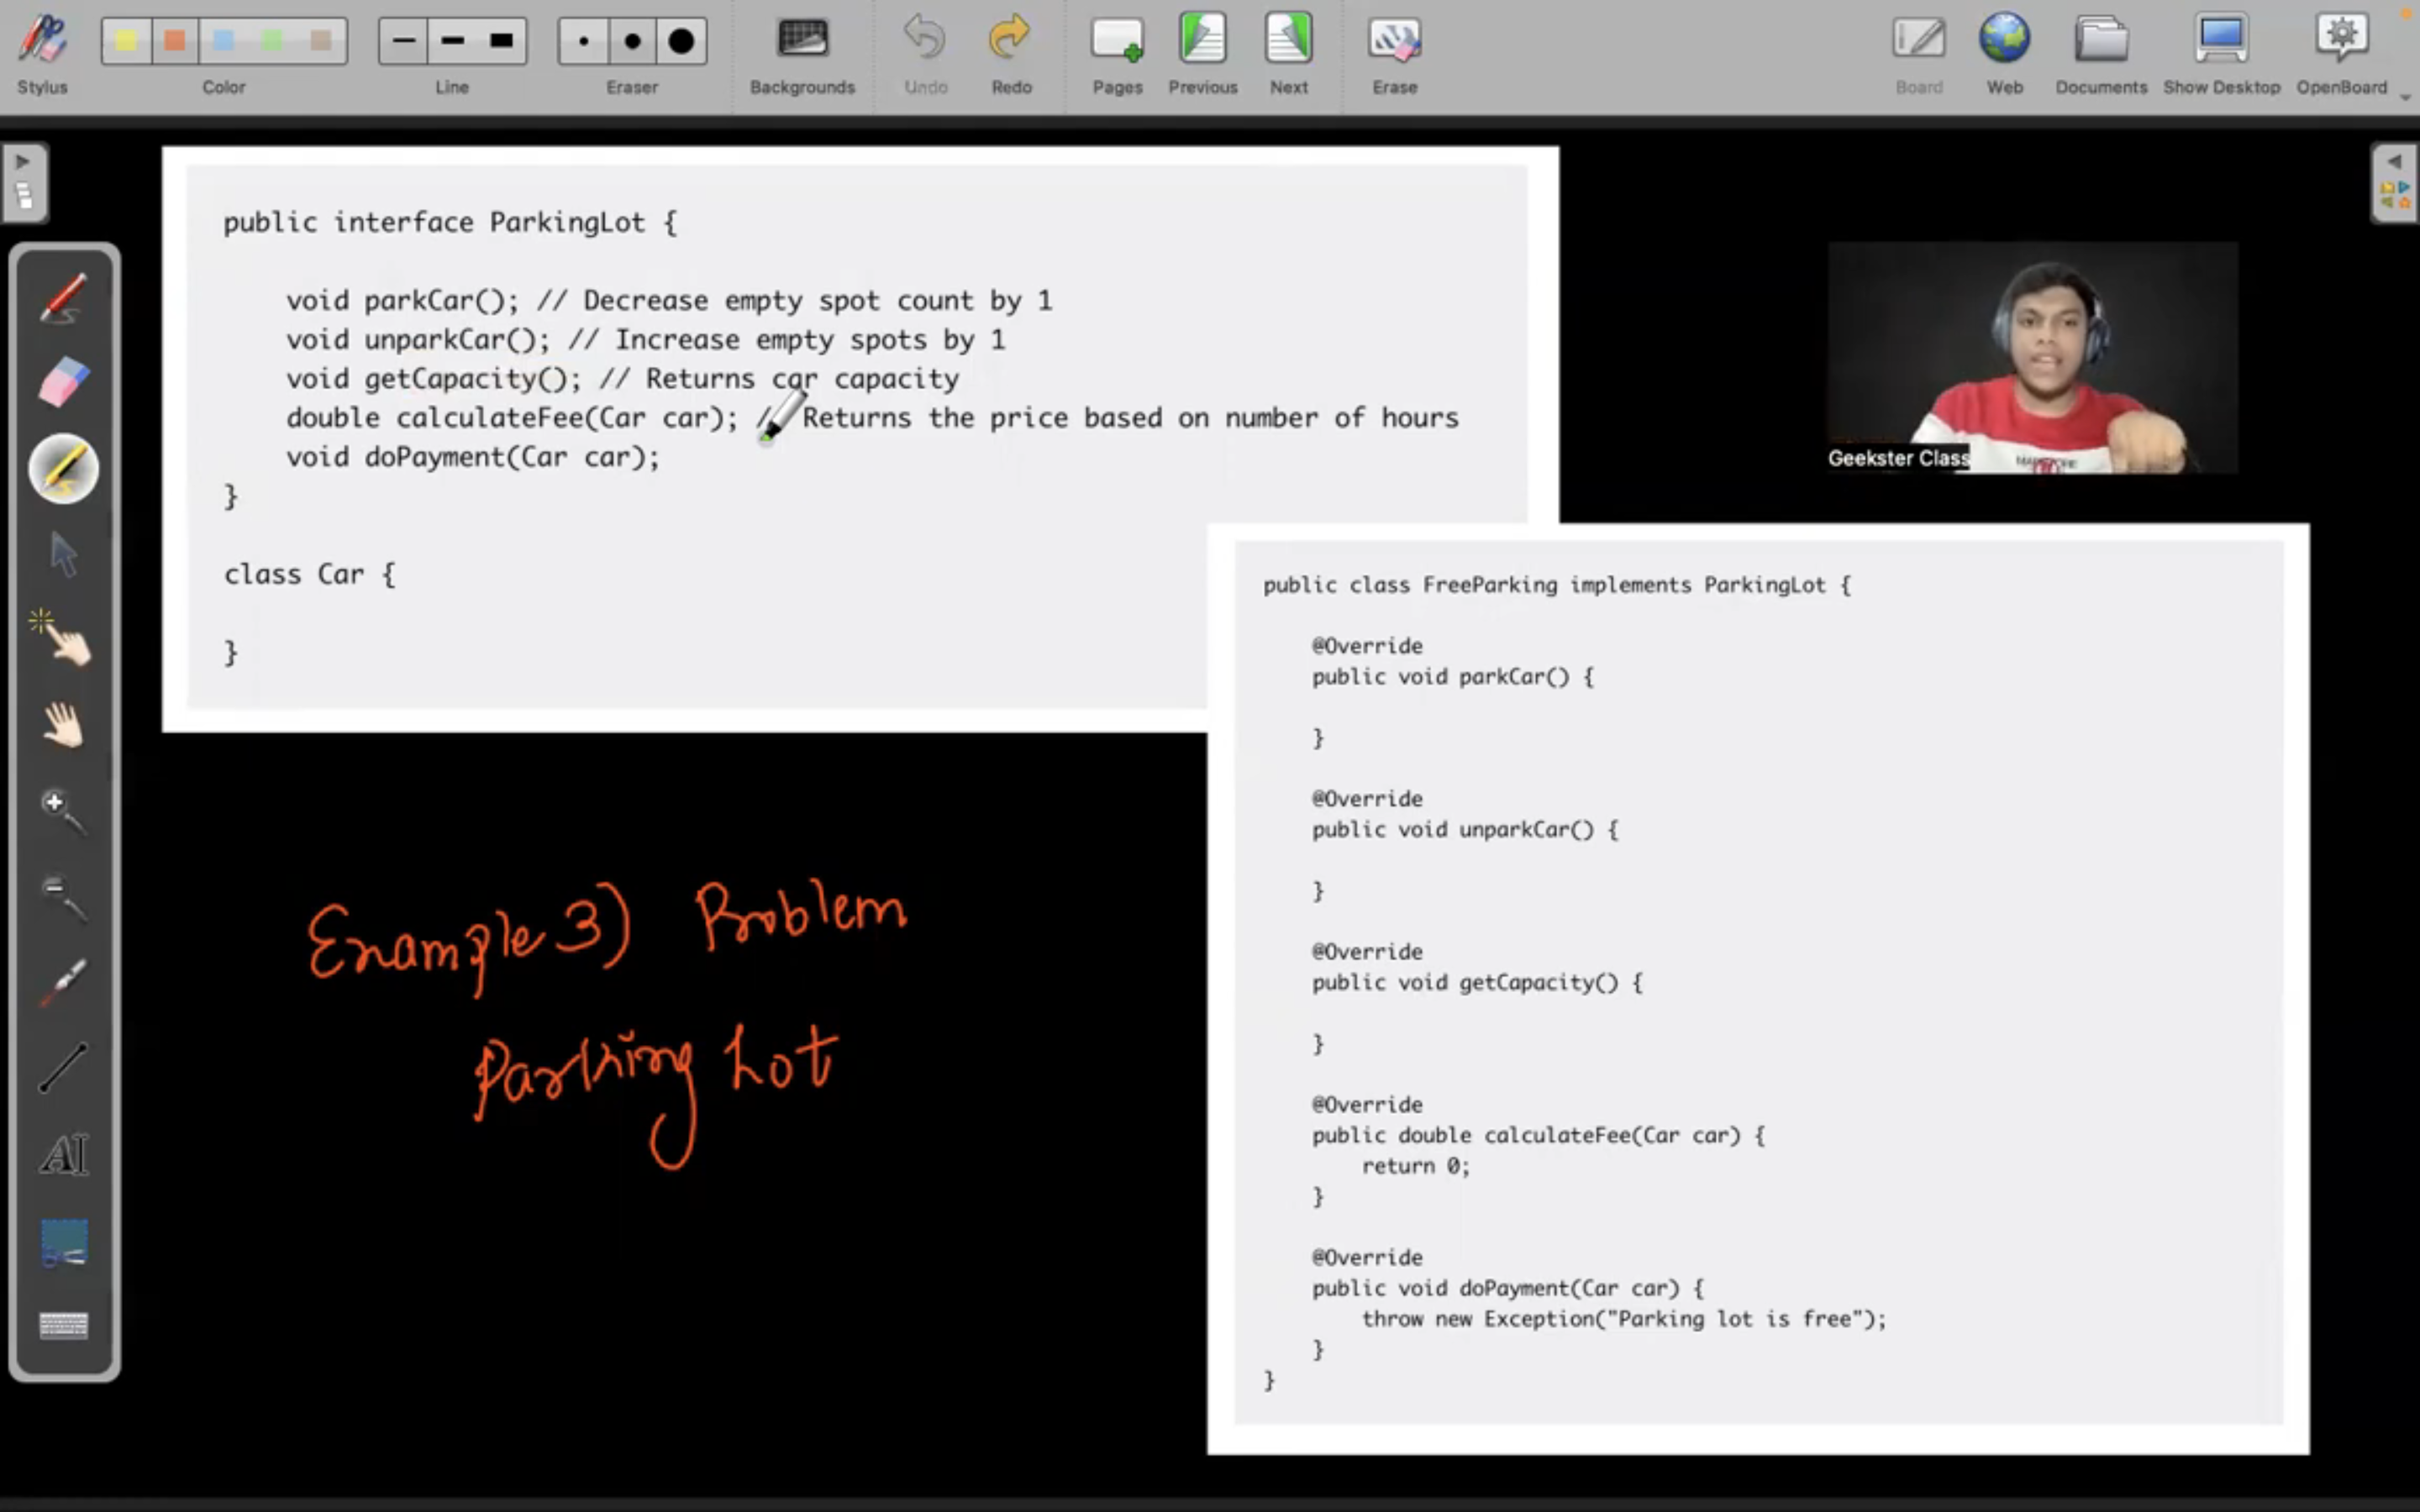 Stylus
Color
Line
Eraser
Backgrounds
Undo
Redo
Pages
Previous
Next
Erase
Board
Web
Documents
Show Desktop
OpenBoard
public interface ParkingLot {
void parkCar(); // Decrease empty spot count by 1
void unparkCar(); // Increase empty spots by 1
void getCapacity(); // Returns car capacity
double calculateFee(Car car); // Returns the price based on number of hours
void doPayment(Car car);
}
class Car {
}
Geekster Class
public class FreeParking implements ParkingLot {
@Override
public void parkCar() {
}
@Override
public void unparkCar() {
}
@Override
public void getCapacity() {
}
@Override
public double calculateFee(Car car) {
return 0;
}
@Override
public void doPayment(Car car) {
throw new Exception("Parking lot is free");
}
}
Example 3) Problem
Parking Lot
AI